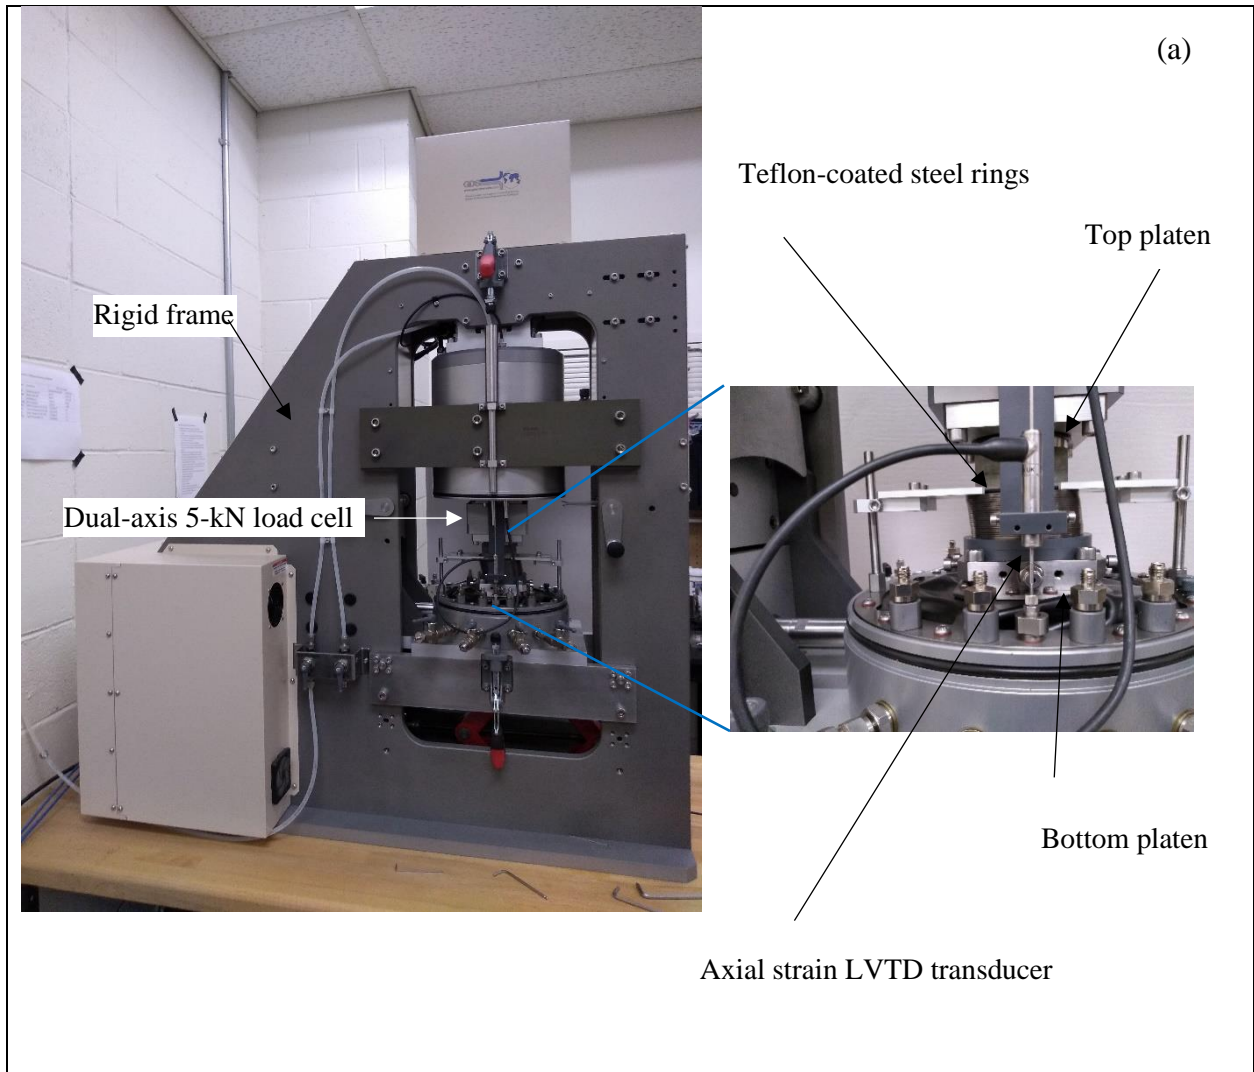 (a)
Teflon-coated steel rings
Top platen
Rigid frame
Dual-axis 5-kN load cell
Bottom platen
Axial strain LVTD transducer
GDS